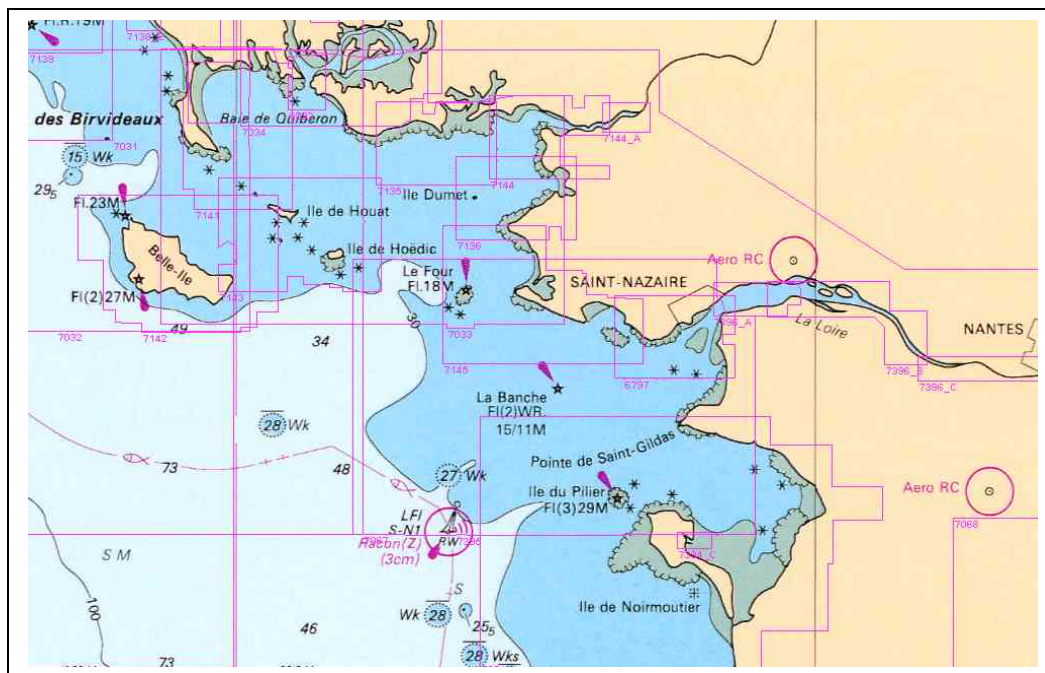 Fl.R.19M
7139
7031
des Birvideaux
Baie de Quiberon
7034
15 Wk
29₅
7141
7135
7144
7144_A
Ile Dumet
7136
Fl.23M
Ile de Houat
Ile de Hoëdic
Belle-Ile
Le Four
Fl.18M
Fl(2)27M
7143
SAINT-NAZAIRE
Aero RC
La Loire
NANTES
7396_A
7396_B
7396_C
7032
7142
49
34
30
7033
7145
6797
La Banche
Fl(2)WR.
15/11M
28 Wk
73
48
27 Wk
Pointe de Saint-Gildas
Ile du Pilier
Fl(3)29M
Aero RC
7068
LFl
S-N1
Racon(Z)
(3cm)
RW
7395
S M
S
100
Wk 28
25₅
Ile de Noirmoutier
46
28 Wks
73